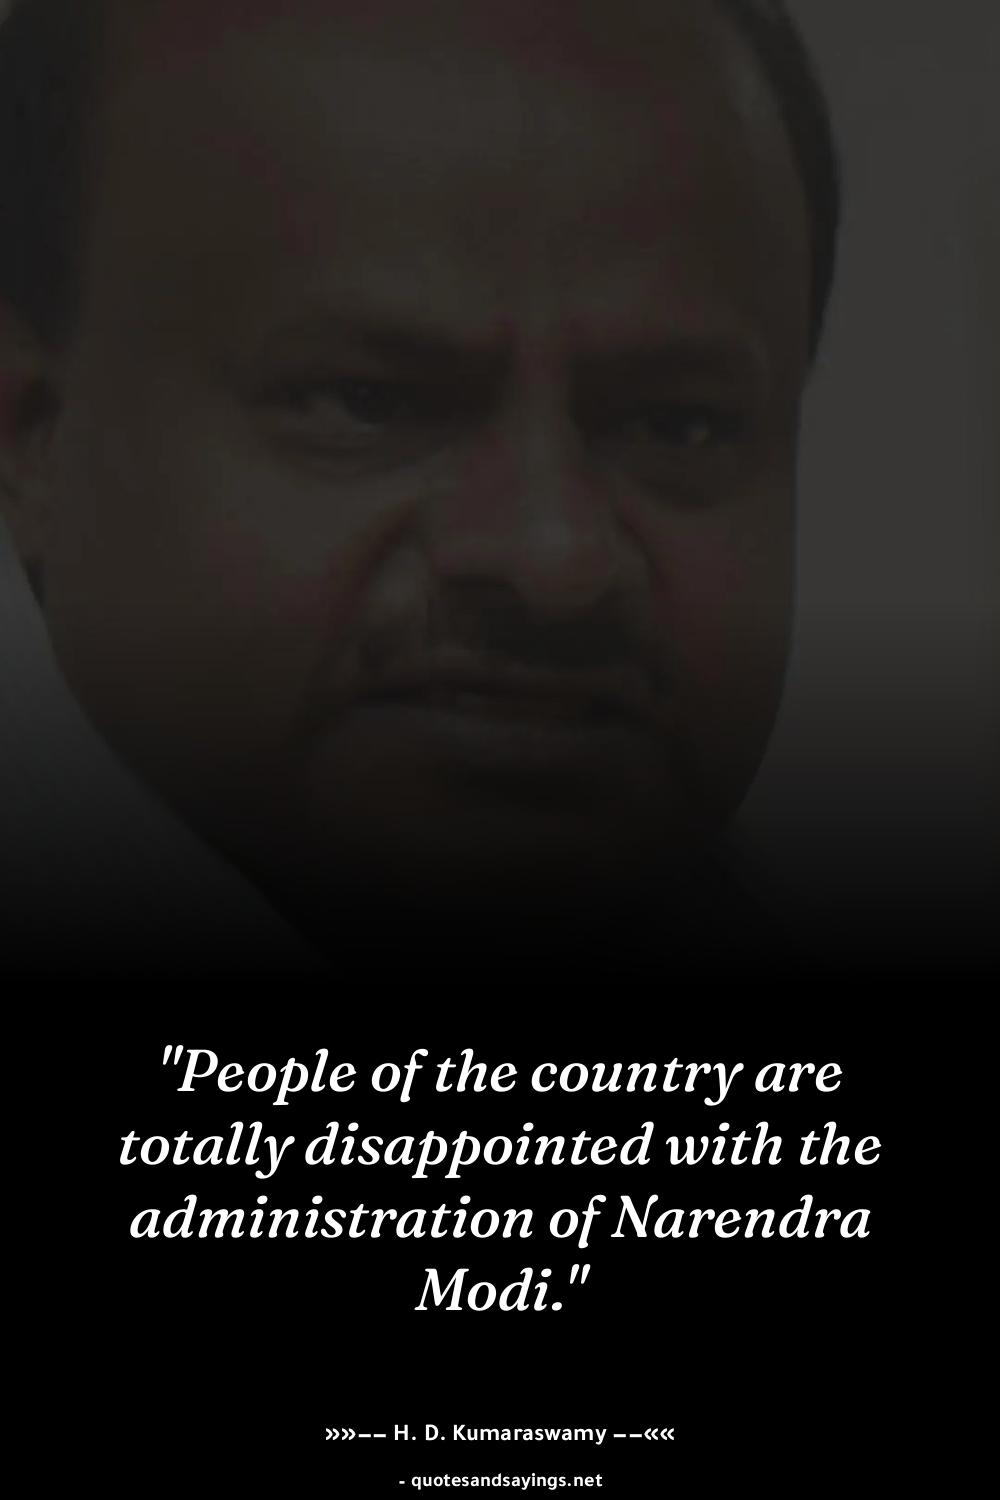 "People of the country are
totally disappointed with the
administration of Narendra
Modi."
»»–– H. D. Kumaraswamy ––««
- quotesandsayings.net